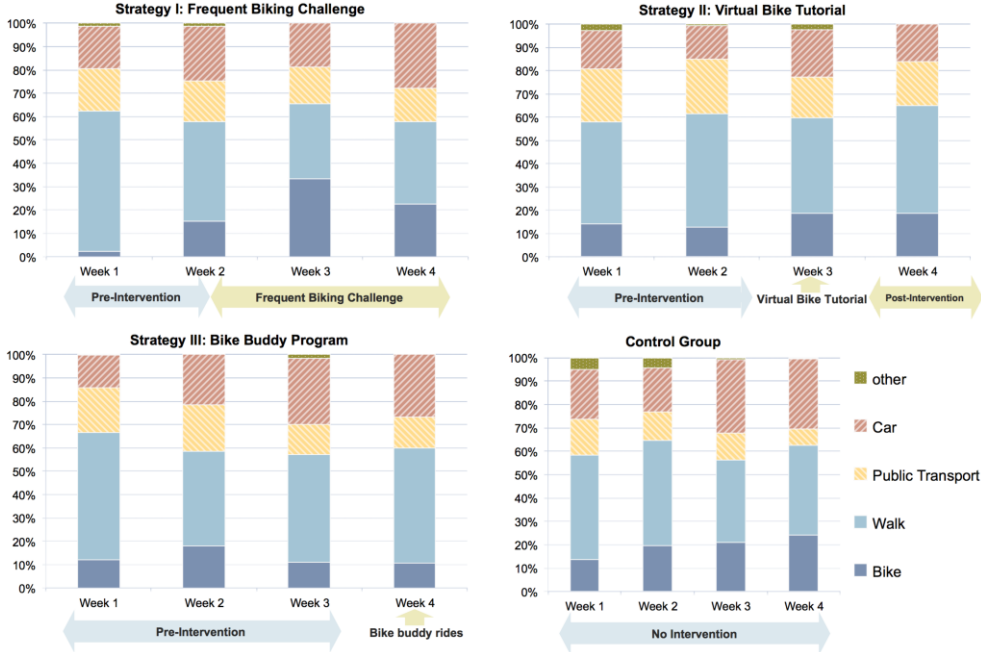 Strategy I: Frequent Biking Challenge
100%
90%
80%
70%
60%
50%
40%
30%
20%
10%
0%
Week 1 Week 2 Week 3 Week 4
Pre-Intervention Frequent Biking Challenge
Strategy II: Virtual Bike Tutorial
100%
90%
80%
70%
60%
50%
40%
30%
20%
10%
0%
Week 1 Week 2 Week 3 Week 4
Pre-Intervention Virtual Bike Tutorial Post-Intervention
Strategy III: Bike Buddy Program
100%
90%
80%
70%
60%
50%
40%
30%
20%
10%
0%
Week 1 Week 2 Week 3 Week 4
Pre-Intervention Bike buddy rides
Control Group
100%
90%
80%
70%
60%
50%
40%
30%
20%
10%
0%
Week 1 Week 2 Week 3 Week 4
No Intervention
other
Car
Public Transport
Walk
Bike